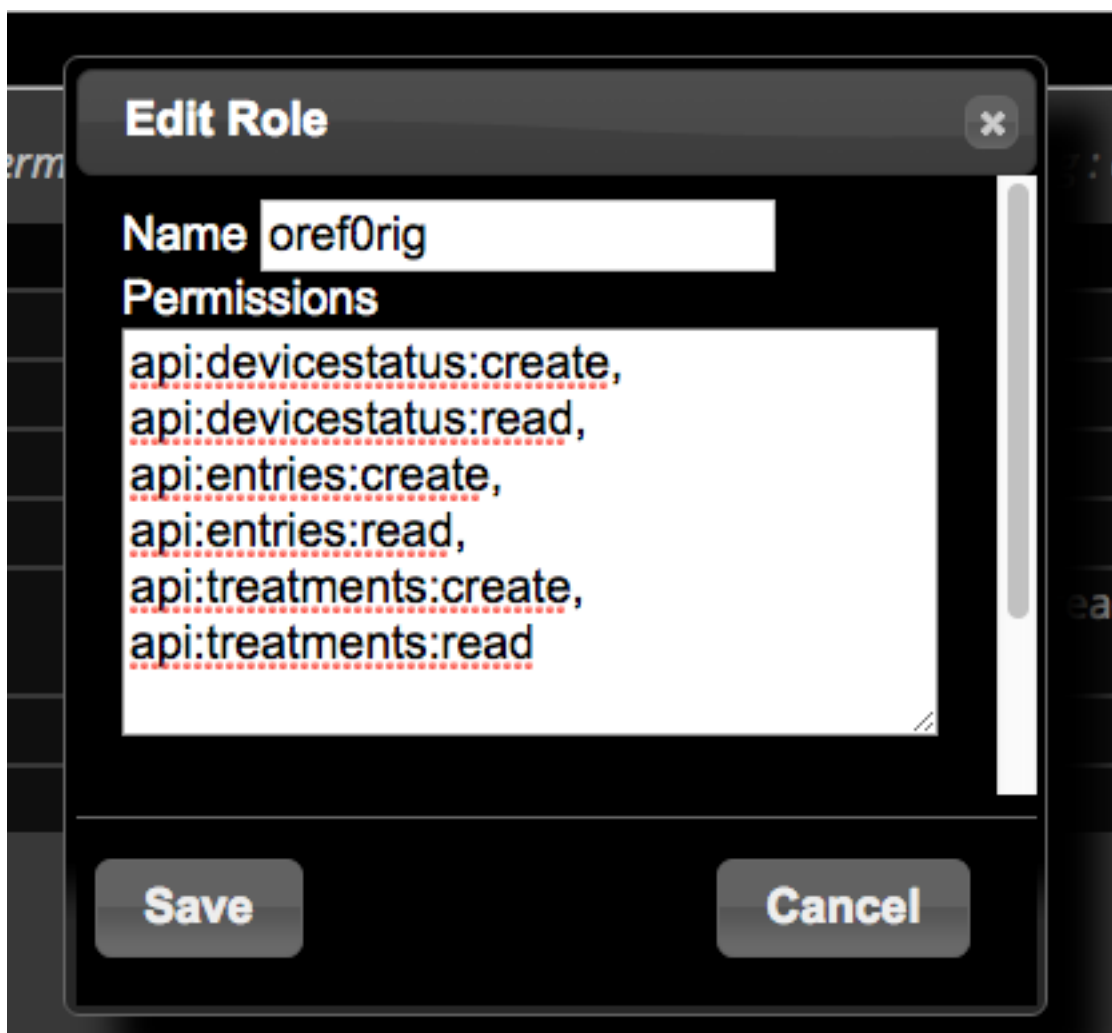 Edit Role
Name oref0rig
Permissions
api:devicestatus:create,
api:devicestatus:read,
api:entries:create,
api:entries:read,
api:treatments:create,
api:treatments:read
Save Cancel